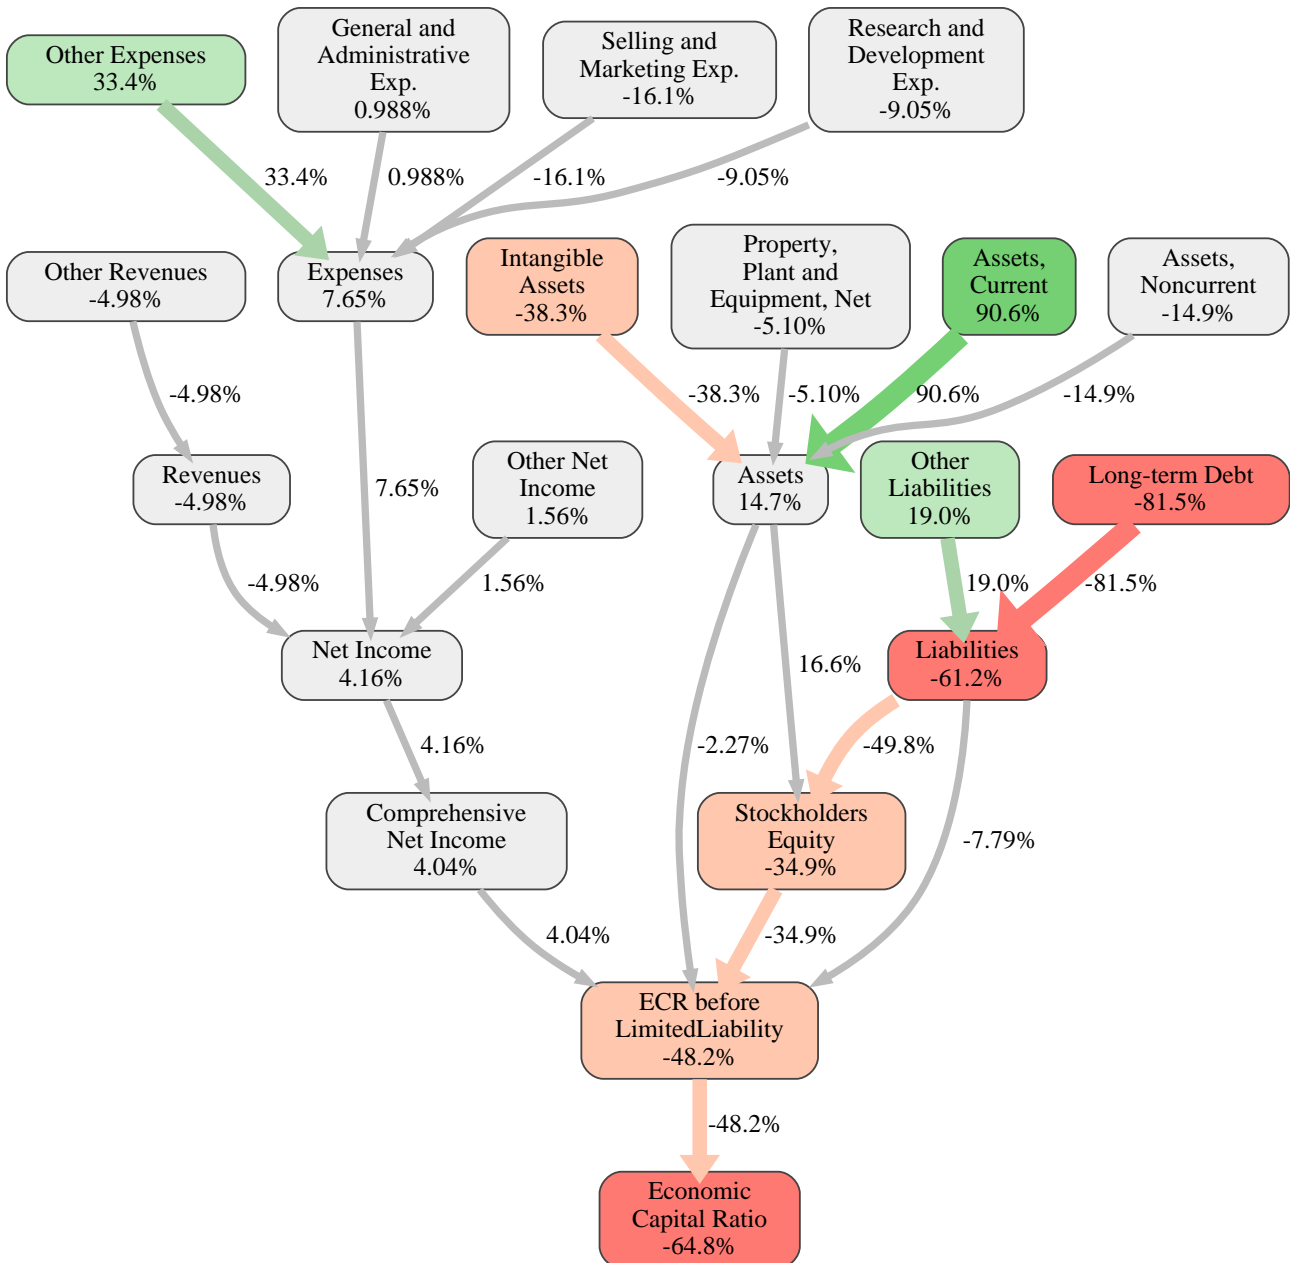 Other Expenses
33.4%
General and
Administrative
Exp.
0.988%
Selling and
Marketing Exp.
-16.1%
Research and
Development
Exp.
-9.05%
33.4%
0.988%
-16.1%
-9.05%
Other Revenues
-4.98%
Expenses
7.65%
Intangible
Assets
-38.3%
Property,
Plant and
Equipment, Net
-5.10%
Assets,
Current
90.6%
Assets,
Noncurrent
-14.9%
-4.98%
-38.3%
-5.10%
90.6%
-14.9%
Revenues
-4.98%
7.65%
Other Net
Income
1.56%
Assets
14.7%
Other
Liabilities
19.0%
Long-term Debt
-81.5%
-4.98%
1.56%
19.0%
-81.5%
Net Income
4.16%
16.6%
Liabilities
-61.2%
4.16%
-2.27%
-49.8%
Comprehensive
Net Income
4.04%
Stockholders
Equity
-34.9%
-7.79%
4.04%
-34.9%
ECR before
LimitedLiability
-48.2%
-48.2%
Economic
Capital Ratio
-64.8%